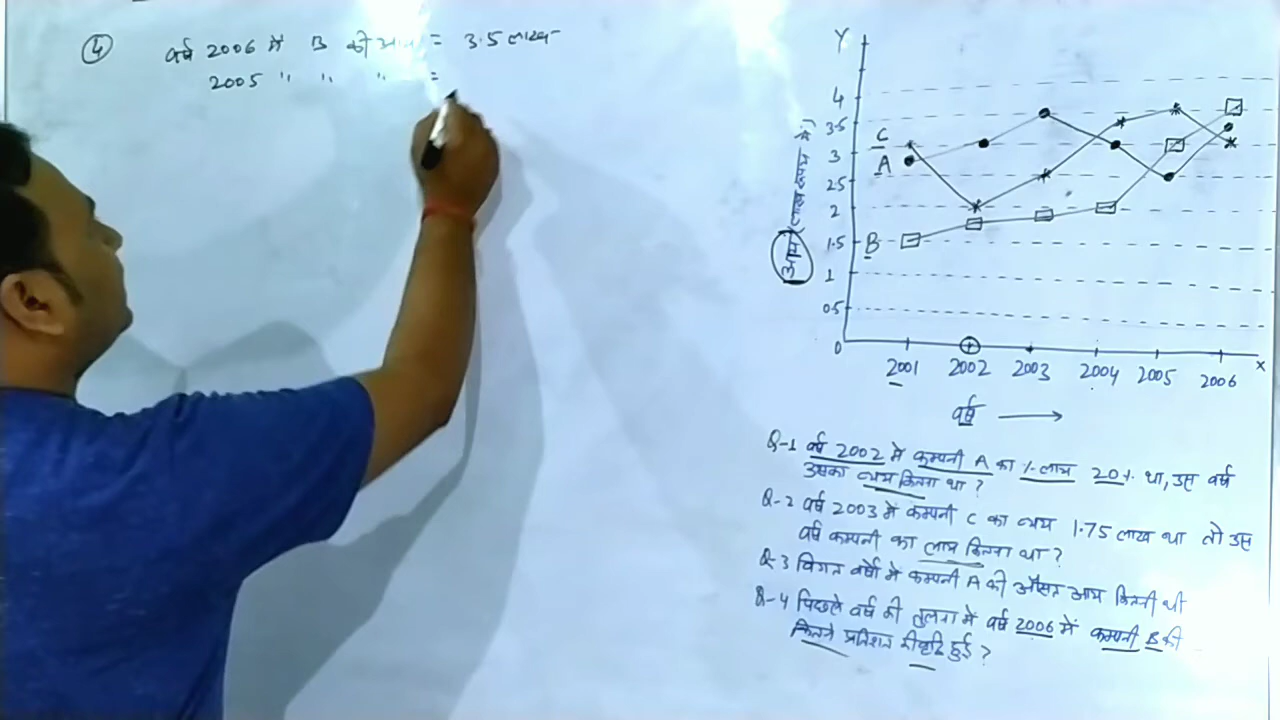 ④ वर्ष 2006 में B की आय = 3.5 लाख
2005 " " " =
Y
4
3.5
3
2.5
2
1.5
1
0.5
0
C
A
B
आय (लाख रूपय में)
2001 2002 2003 2004 2005 2006 X
वर्ष
Q-1 वर्ष 2002 में कम्पनी A का % लाभ 20% था, उस वर्ष
उसका व्यय कितना था ?
Q-2 वर्ष 2003 में कम्पनी C का व्यय 1.75 लाख था तो उस
वर्ष कम्पनी का लाभ कितना था ?
Q-3 विगत वर्षों में कम्पनी A की औसत आय कितनी थी
Q-4 पिछले वर्ष की तुलना में वर्ष 2006 में कम्पनी B की
कितने प्रतिशत की वृद्धि हुई ?